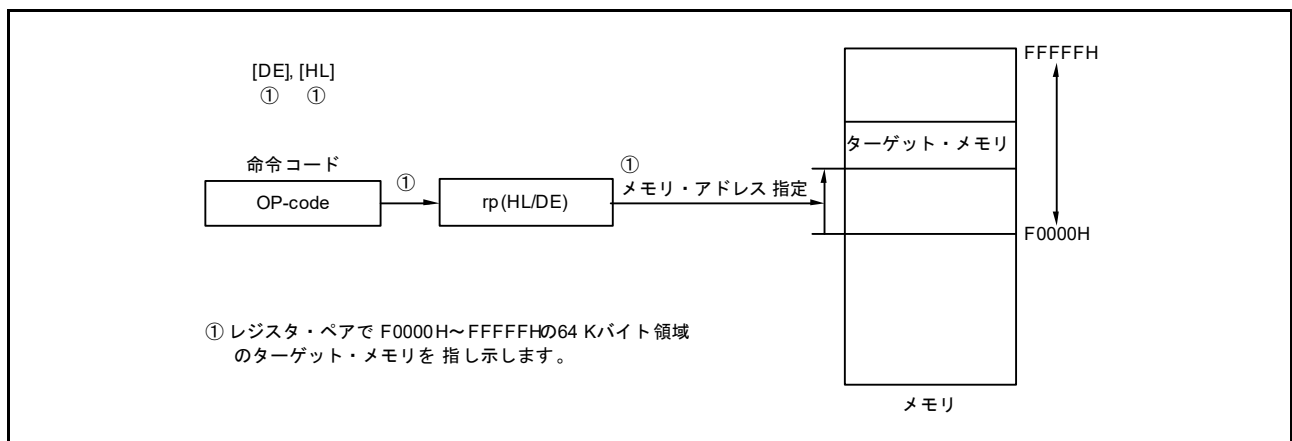 [DE], [HL]
① ①
命令コード
OP-code
①
rp(HL/DE)
①
メモリ・アドレス 指定
FFFFFH
ターゲット・メモリ
F0000H
メモリ
① レジスタ・ペアで F0000H～FFFFFHの64 Kバイト領域
のターゲット・メモリを 指し示します。